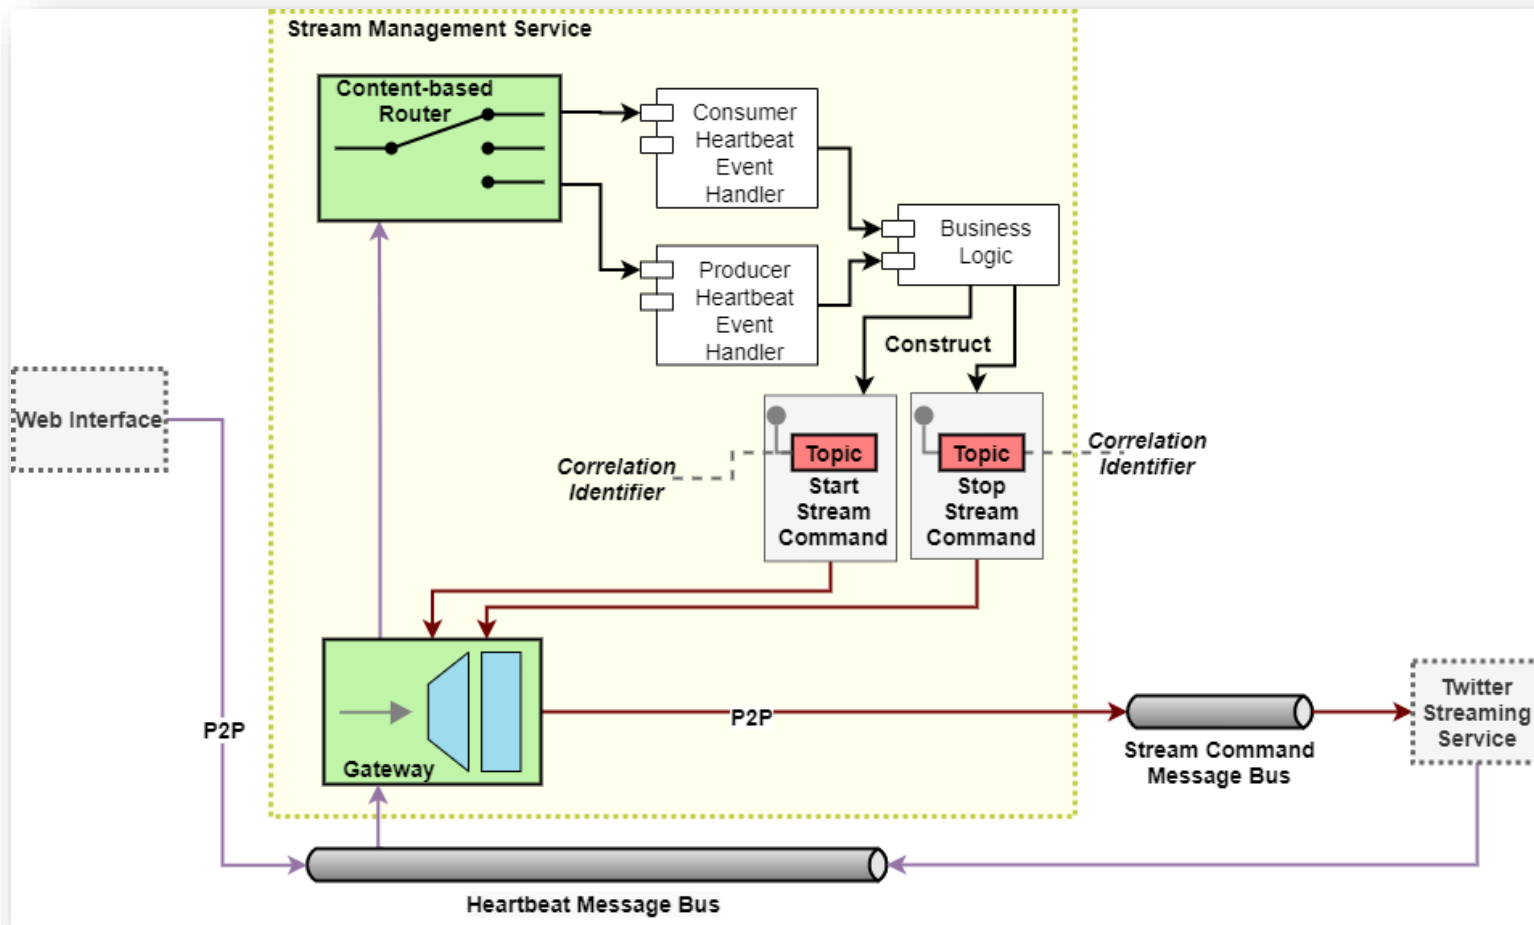 Stream Management Service
Content-based
Router
Consumer
Heartbeat
Event
Handler
Business
Logic
Producer
Heartbeat
Event
Handler
Construct
Web Interface
Correlation
Identifier
Topic
Start
Stream
Command
Topic
Stop
Stream
Command
Correlation
Identifier
P2P
Gateway
P2P
Stream Command
Message Bus
Twitter
Streaming
Service
Heartbeat Message Bus